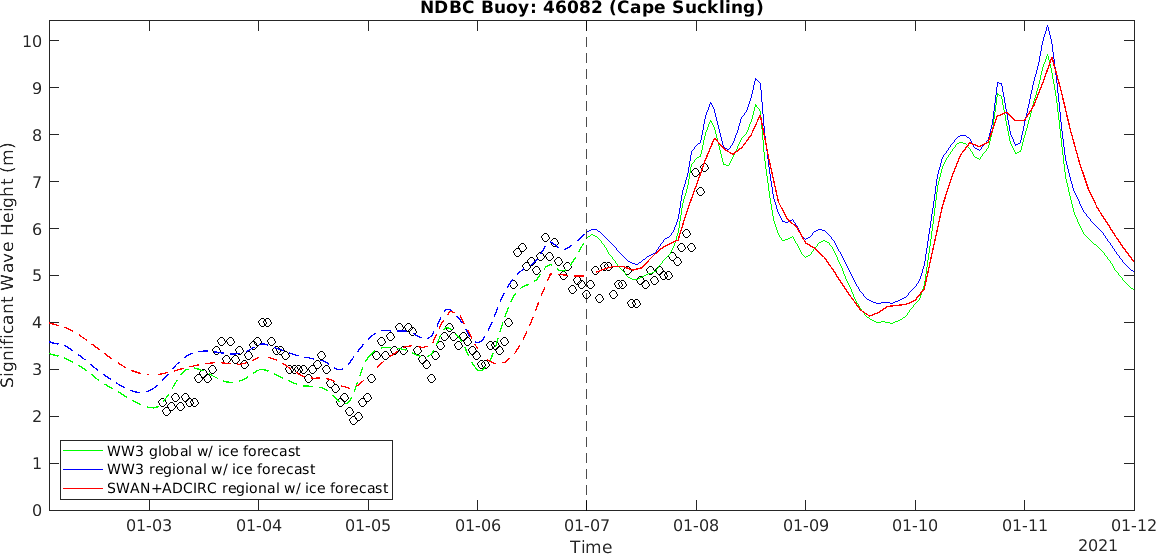 NDBC Buoy: 46082 (Cape Suckling)
10
9
8
7
6
5
4
3
2
1
0
Significant Wave Height (m)
WW3 global w/ ice forecast
WW3 regional w/ ice forecast
SWAN+ADCIRC regional w/ ice forecast
01-03 01-04 01-05 01-06 01-07 01-08 01-09 01-10 01-11 01-12
Time
2021